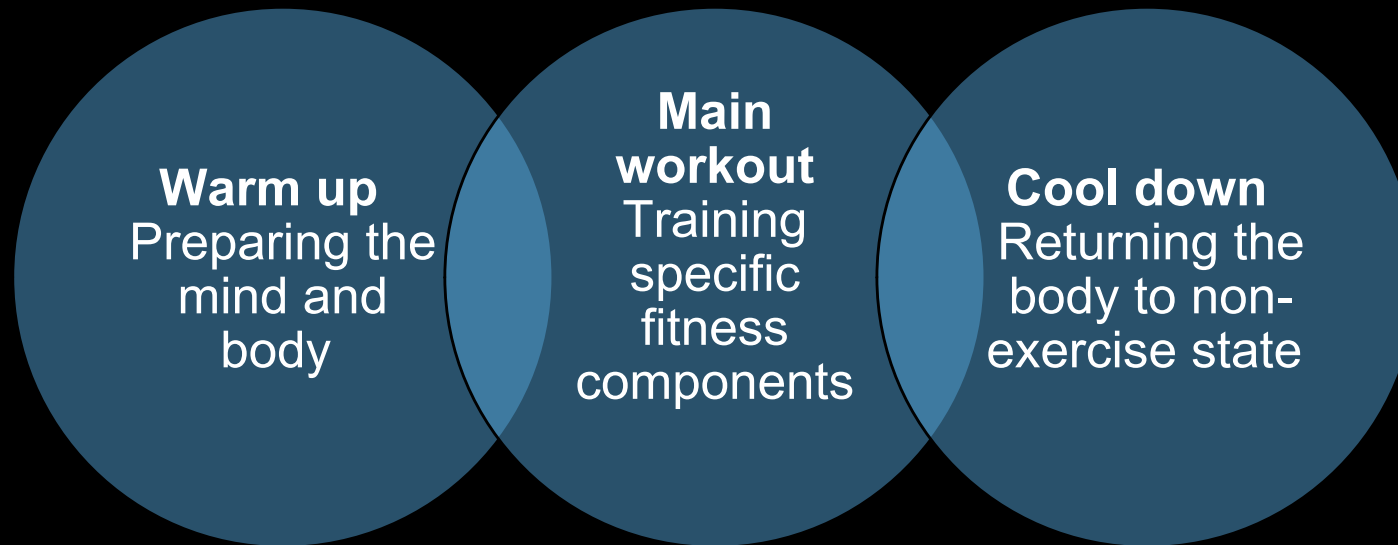 Warm up
Preparing the
mind and
body
Main
workout
Training
specific
fitness
components
Cool down
Returning the
body to non-
exercise state